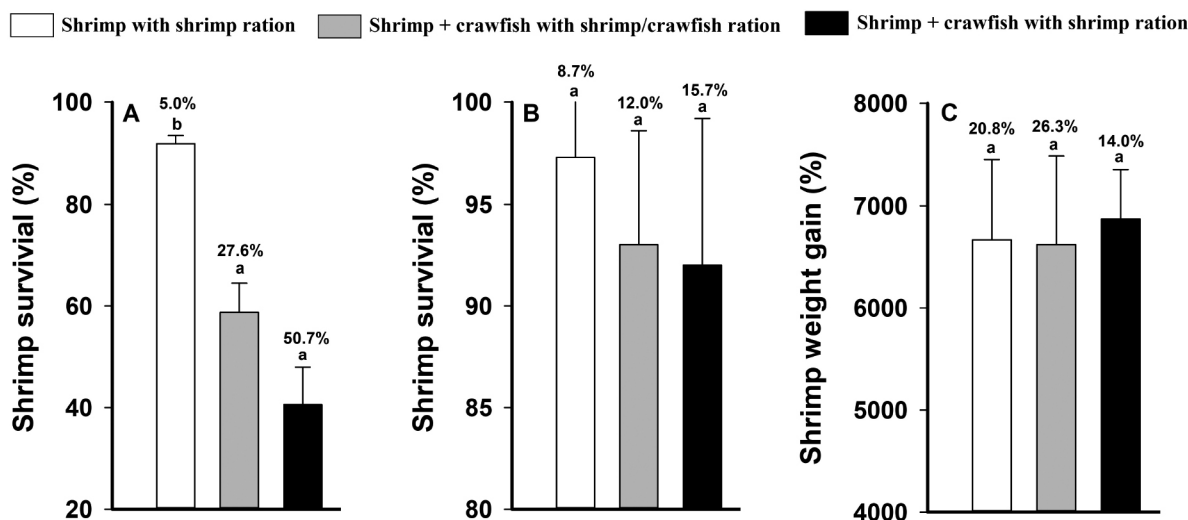 Shrimp with shrimp ration
Shrimp + crawfish with shrimp/crawfish ration
Shrimp + crawfish with shrimp ration
A
Shrimp survivial (%)
100
80
60
40
20
5.0%
b
27.6%
a
50.7%
a
B
Shrimp survivial (%)
100
95
90
85
80
8.7%
a
12.0%
a
15.7%
a
C
Shrimp weight gain (%)
8000
7000
6000
5000
4000
20.8%
a
26.3%
a
14.0%
a